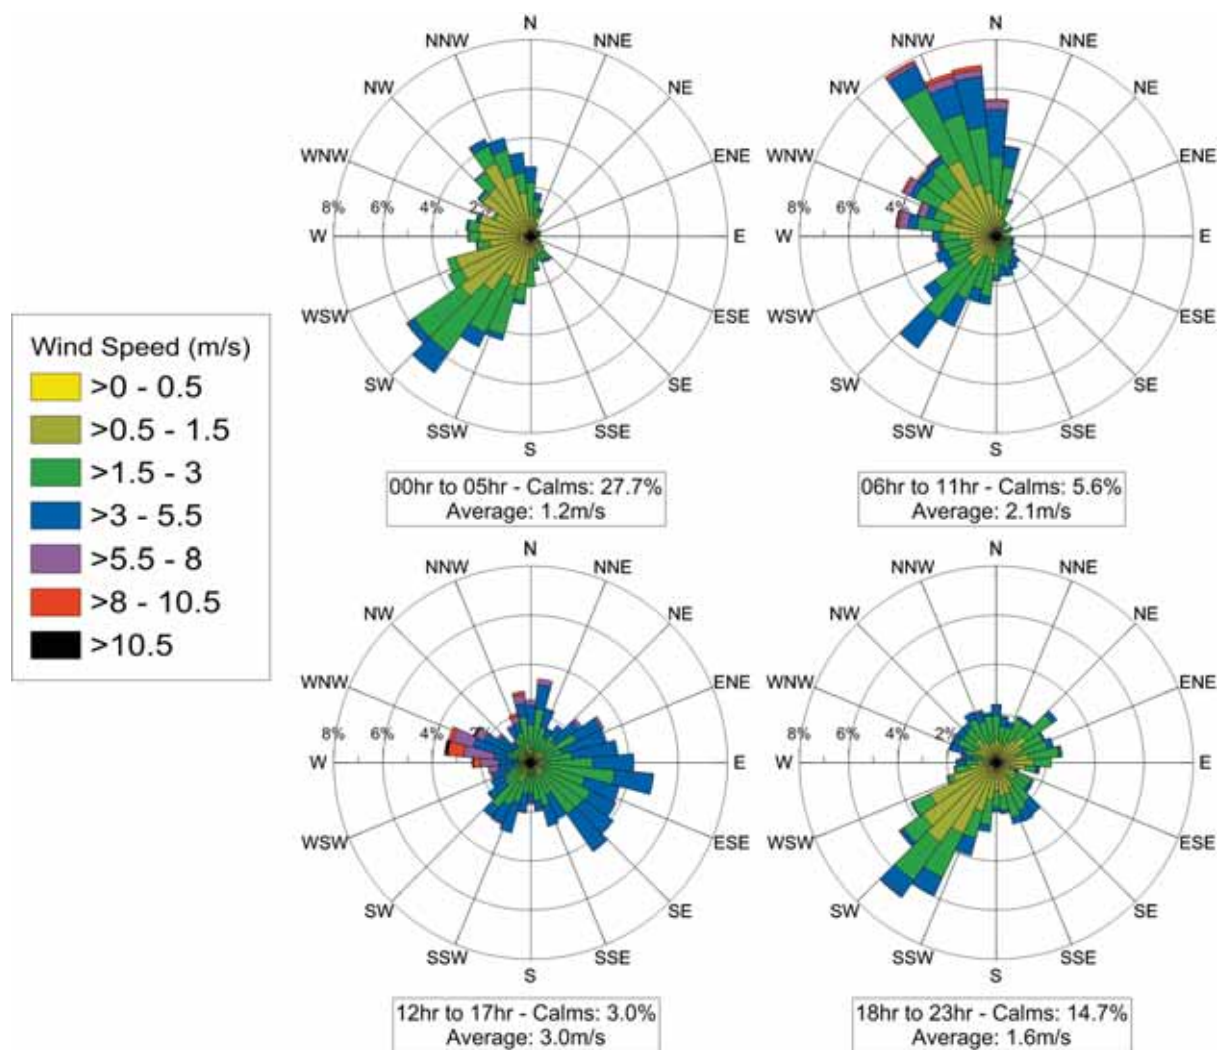 Wind Speed (m/s)
>0 - 0.5
>0.5 - 1.5
>1.5 - 3
>3 - 5.5
>5.5 - 8
>8 - 10.5
>10.5
N
NNE
NE
ENE
E
ESE
SE
SSE
S
SSW
SW
WSW
W
WNW
NW
NNW
8% 6% 4% 2%
00hr to 05hr - Calms: 27.7%
Average: 1.2m/s
N
NNE
NE
ENE
E
ESE
SE
SSE
S
SSW
SW
WSW
W
WNW
NW
NNW
8% 6% 4%
06hr to 11hr - Calms: 5.6%
Average: 2.1m/s
N
NNE
NE
ENE
E
ESE
SE
SSE
S
SSW
SW
WSW
W
WNW
NW
NNW
8% 6% 4% 2%
12hr to 17hr - Calms: 3.0%
Average: 3.0m/s
N
NNE
NE
ENE
E
ESE
SE
SSE
S
SSW
SW
WSW
W
WNW
NW
NNW
8% 6% 4% 2%
18hr to 23hr - Calms: 14.7%
Average: 1.6m/s